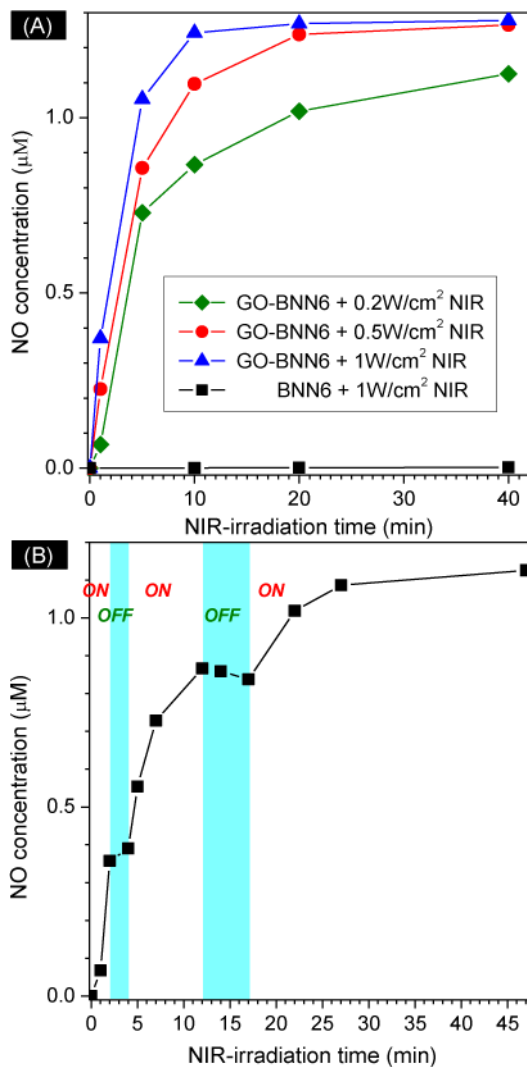 (A)
NO concentration (μM)
1.0
0.5
0.0
GO-BNN6 + 0.2W/cm² NIR
GO-BNN6 + 0.5W/cm² NIR
GO-BNN6 + 1W/cm² NIR
BNN6 + 1W/cm² NIR
0 10 20 30 40
NIR-irradiation time (min)
(B)
NO concentration (μM)
ON ON ON
OFF OFF
1.0
0.5
0.0
0 5 10 15 20 25 30 35 40 45
NIR-irradiation time (min)